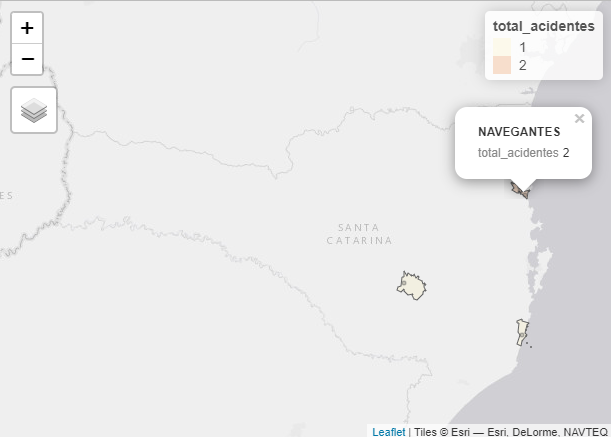 +
−
total_acidentes
1
2
×
NAVEGANTES
total_acidentes 2
ES
SANTA
CATARINA
Leaflet | Tiles © Esri — Esri, DeLorme, NAVTEQ